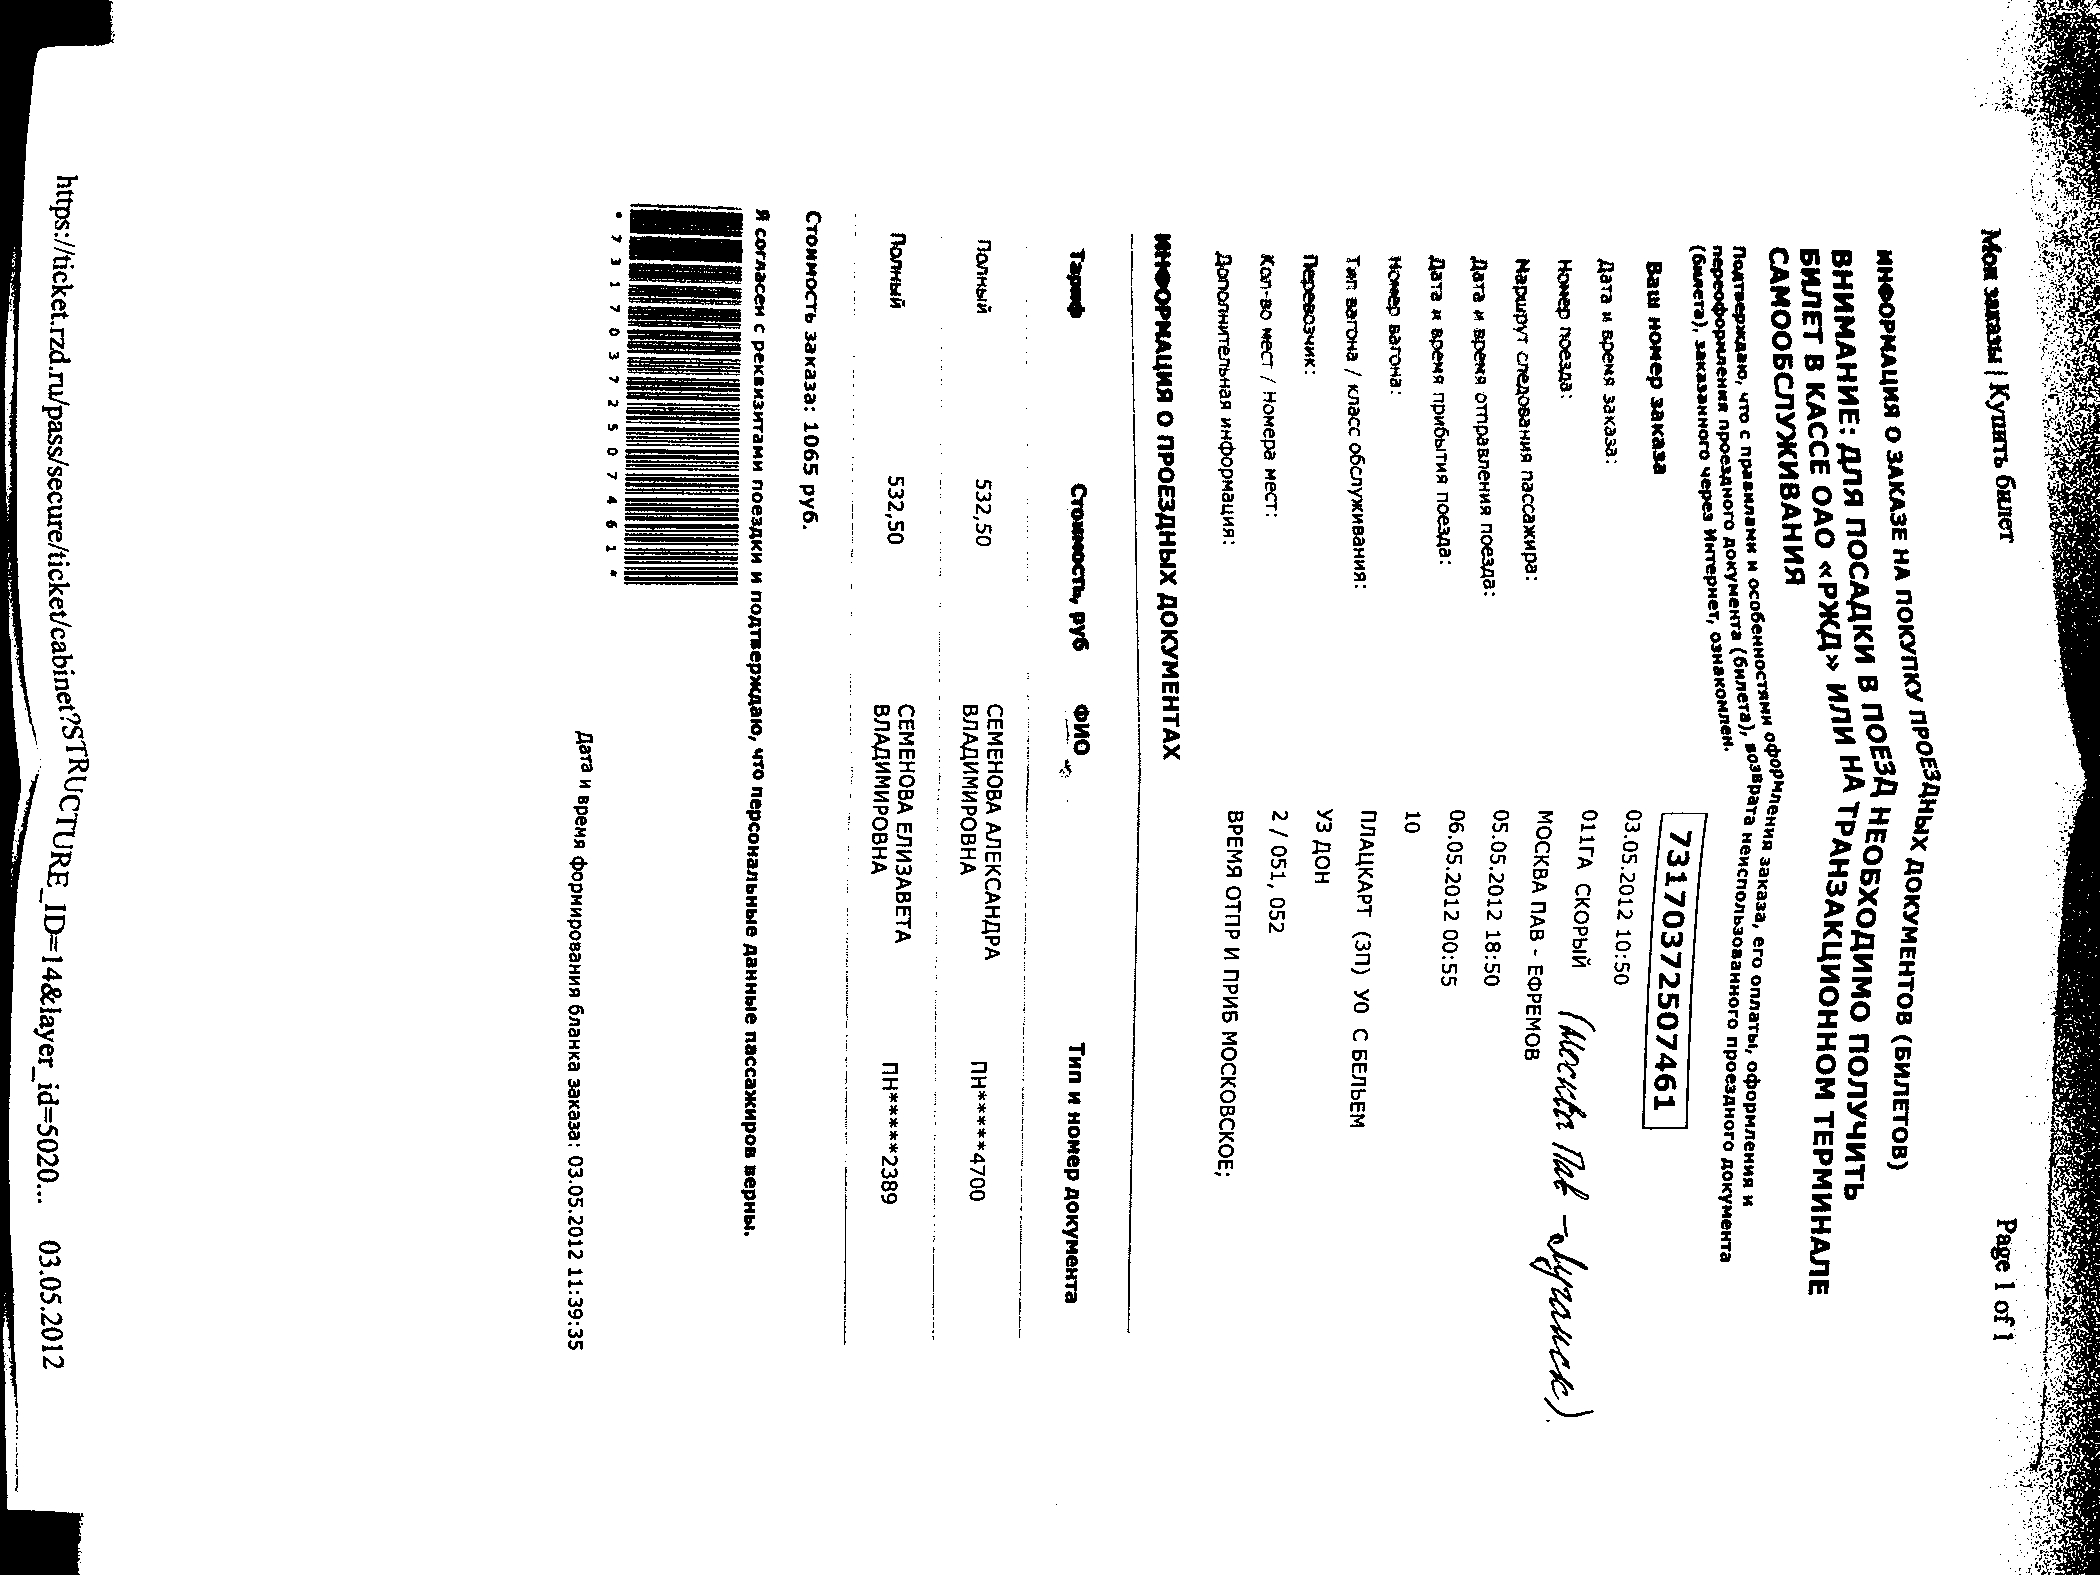 Мои заказы | Купить билет
Page 1 of 1
ИНФОРМАЦИЯ О ЗАКАЗЕ НА ПОКУПКУ ПРОЕЗДНЫХ ДОКУМЕНТОВ (БИЛЕТОВ)
ВНИМАНИЕ: ДЛЯ ПОСАДКИ В ПОЕЗД НЕОБХОДИМО ПОЛУЧИТЬ
БИЛЕТ В КАССЕ ОАО «РЖД» ИЛИ НА ТРАНЗАКЦИОННОМ ТЕРМИНАЛЕ
САМООБСЛУЖИВАНИЯ
Подтверждаю, что с правилами и особенностями оформления заказа, его оплаты, оформления и
переоформления проездного документа (билета), возврата неиспользованного проездного документа
(билета), заказанного через Интернет, ознакомлен.
Ваш номер заказа 73170372507461
Дата и время заказа: 03.05.2012 10:50
Номер поезда: 011ГА СКОРЫЙ (Москва Пав - Луганск)
Маршрут следования пассажира: МОСКВА ПАВ - ЕФРЕМОВ
Дата и время отправления поезда: 05.05.2012 18:50
Дата и время прибытия поезда: 06.05.2012 00:55
Номер вагона: 10
Тип вагона / класс обслуживания: ПЛАЦКАРТ (3П) У0 С БЕЛЬЕМ
Перевозчик: УЗ ДОН
Кол-во мест / Номера мест: 2 / 051, 052
Дополнительная информация: ВРЕМЯ ОТПР И ПРИБ МОСКОВСКОЕ;
ИНФОРМАЦИЯ О ПРОЕЗДНЫХ ДОКУМЕНТАХ
Тариф Стоимость, руб ФИО Тип и номер документа
Полный 532,50 СЕМЕНОВА АЛЕКСАНДРА ПН*****4700
ВЛАДИМИРОВНА
Полный 532,50 СЕМЕНОВА ЕЛИЗАВЕТА ПН*****2389
ВЛАДИМИРОВНА
Стоимость заказа: 1065 руб.
Я согласен с реквизитами поездки и подтверждаю, что персональные данные пассажиров верны.
* 7 3 1 7 0 3 7 2 5 0 7 4 6 1 *
Дата и время формирования бланка заказа: 03.05.2012 11:39:35
https://ticket.rzd.ru/pass/secure/ticket/cabinet?STRUCTURE_ID=14&layer_id=5020... 03.05.2012